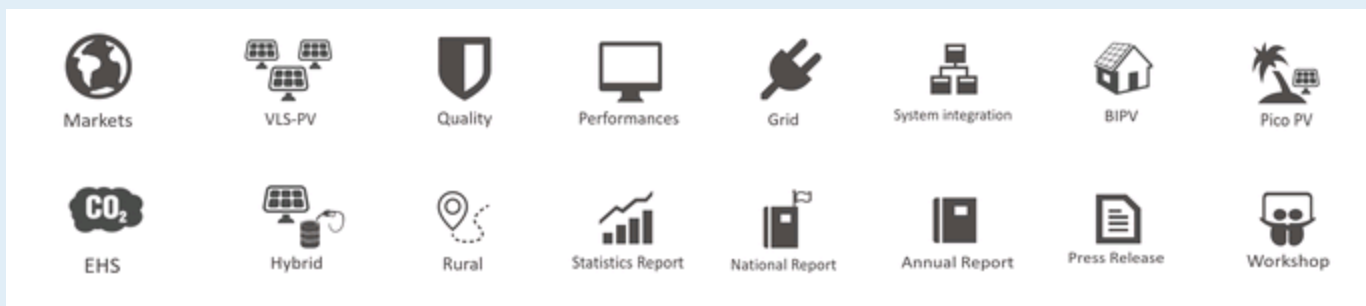 Markets
VLS-PV
Quality
Performances
Grid
System integration
BIPV
Pico PV
CO2
EHS
Hybrid
Rural
Statistics Report
National Report
Annual Report
Press Release
Workshop